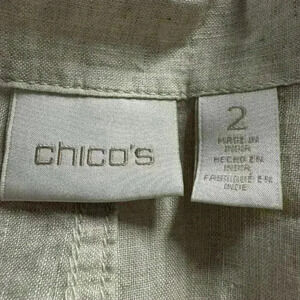 chico's
2
MADE IN
INDIA
HECHO EN
INDIA
FABRIQUÉ EN
INDE